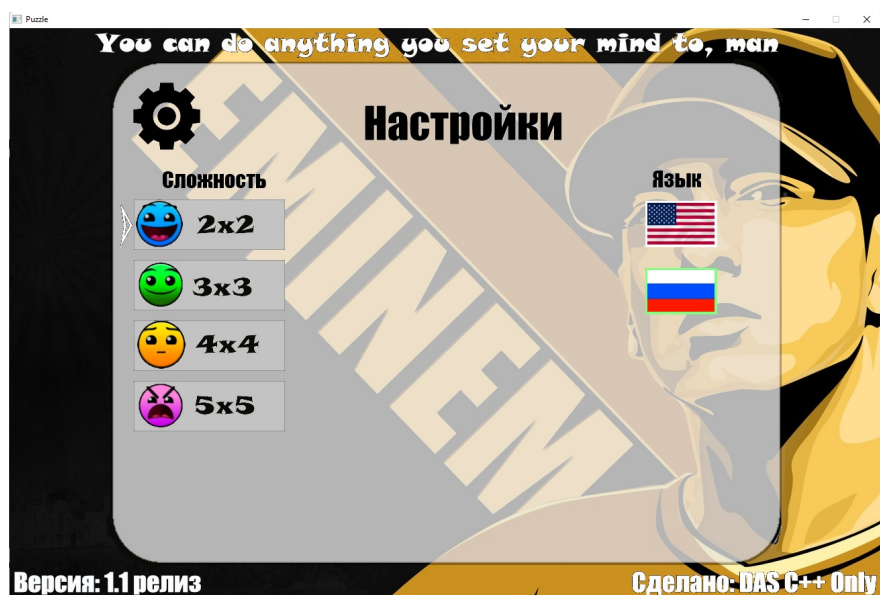 Puzzle
You can do anything you set your mind to, man
EMINEM
Настройки
Сложность
Язык
2x2
3x3
4x4
5x5
Версия: 1.1 релиз
Сделано: DAS C++ Only